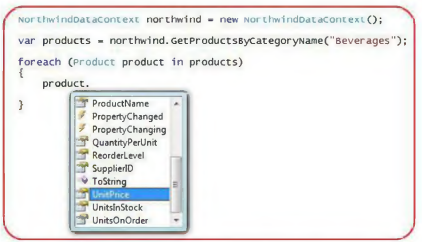 NorthwindDataContext northwind = new NorthwindDataContext();
var products = northwind.GetProductsByCategoryName("Beverages");
foreach (Product product in products)
{
product.
}
ProductName
PropertyChanged
PropertyChanging
QuantityPerUnit
ReorderLevel
SupplierID
ToString
UnitPrice
UnitsInStock
UnitsOnOrder